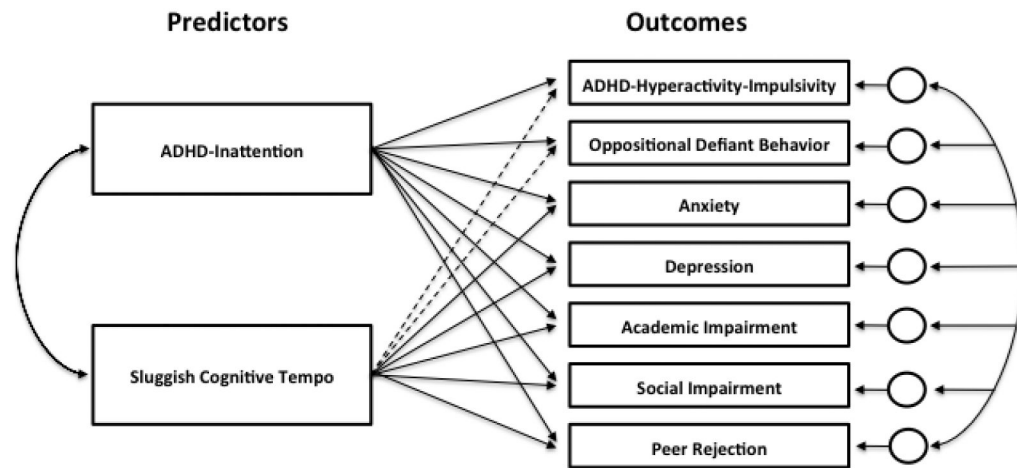 Predictors
Outcomes
ADHD-Hyperactivity-Impulsivity
ADHD-Inattention
Oppositional Defiant Behavior
Anxiety
Depression
Academic Impairment
Sluggish Cognitive Tempo
Social Impairment
Peer Rejection